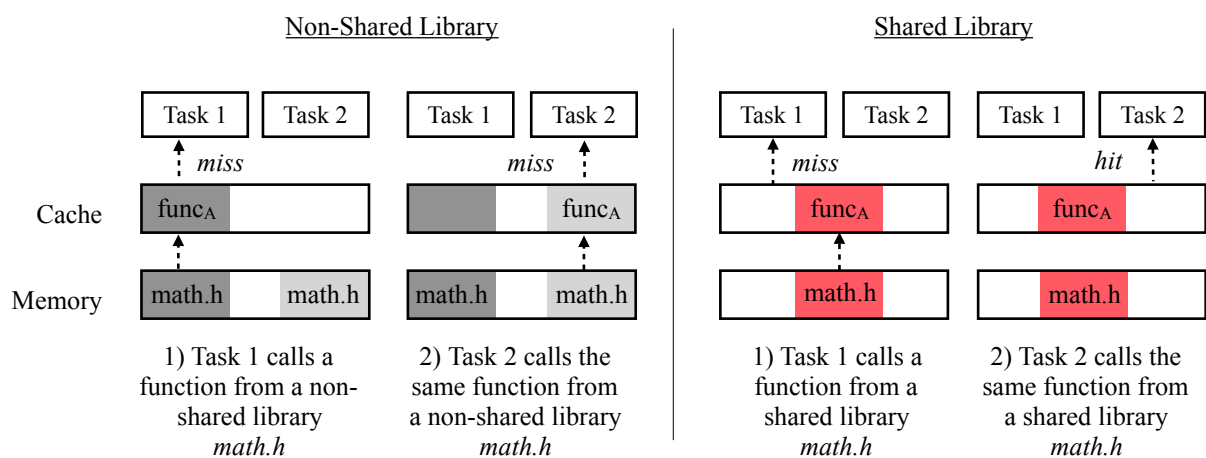 Non-Shared Library
Shared Library
Task 1 Task 2 Task 1 Task 2 Task 1 Task 2 Task 1 Task 2
miss miss miss hit
Cache funcA funcA funcA funcA
Memory math.h math.h math.h math.h math.h math.h
1) Task 1 calls a
function from a non-
shared library
math.h
2) Task 2 calls the
same function from
a non-shared library
math.h
1) Task 1 calls a
function from a
shared library
math.h
2) Task 2 calls the
same function from
a shared library
math.h